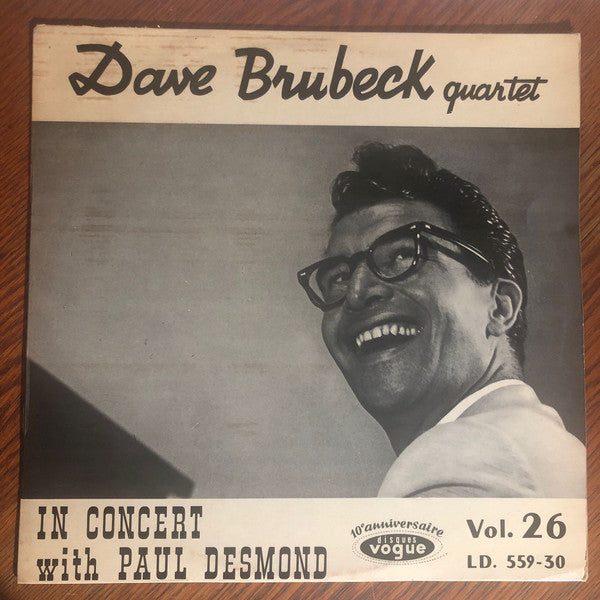 Dave Brubeck quartet
IN CONCERT
with PAUL DESMOND
10e anniversaire
disques
vogue
Vol. 26
LD. 559-30